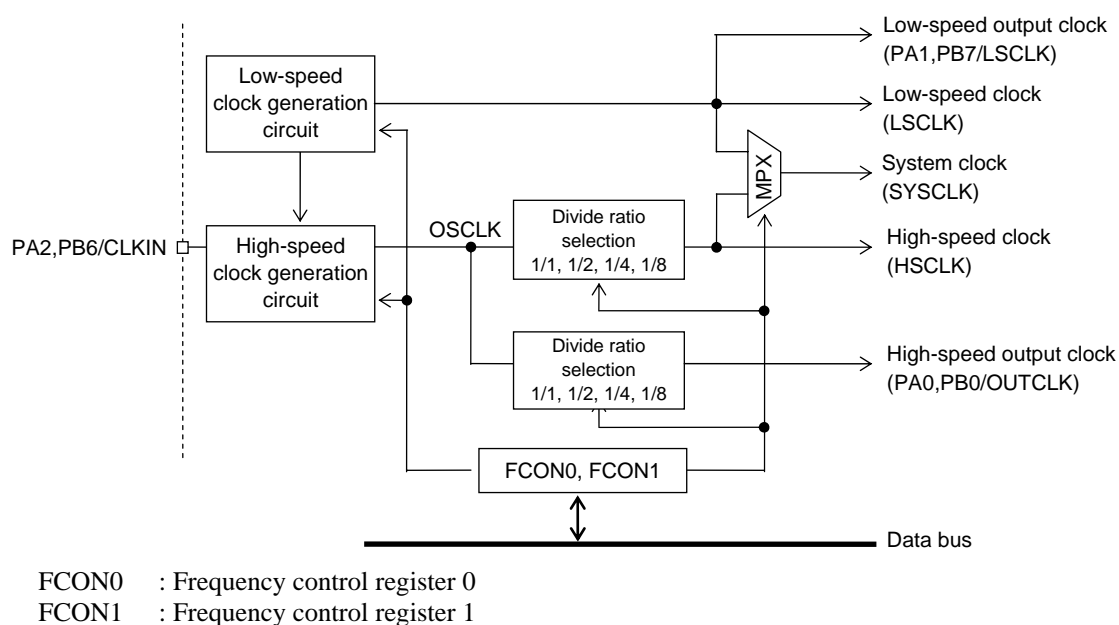 Low-speed output clock
(PA1,PB7/LSCLK)
Low-speed
clock generation
circuit
Low-speed clock
(LSCLK)
MPX
System clock
(SYSCLK)
PA2,PB6/CLKIN
High-speed
clock generation
circuit
OSCLK
Divide ratio
selection
1/1, 1/2, 1/4, 1/8
High-speed clock
(HSCLK)
Divide ratio
selection
1/1, 1/2, 1/4, 1/8
High-speed output clock
(PA0,PB0/OUTCLK)
FCON0, FCON1
Data bus
FCON0 : Frequency control register 0
FCON1 : Frequency control register 1